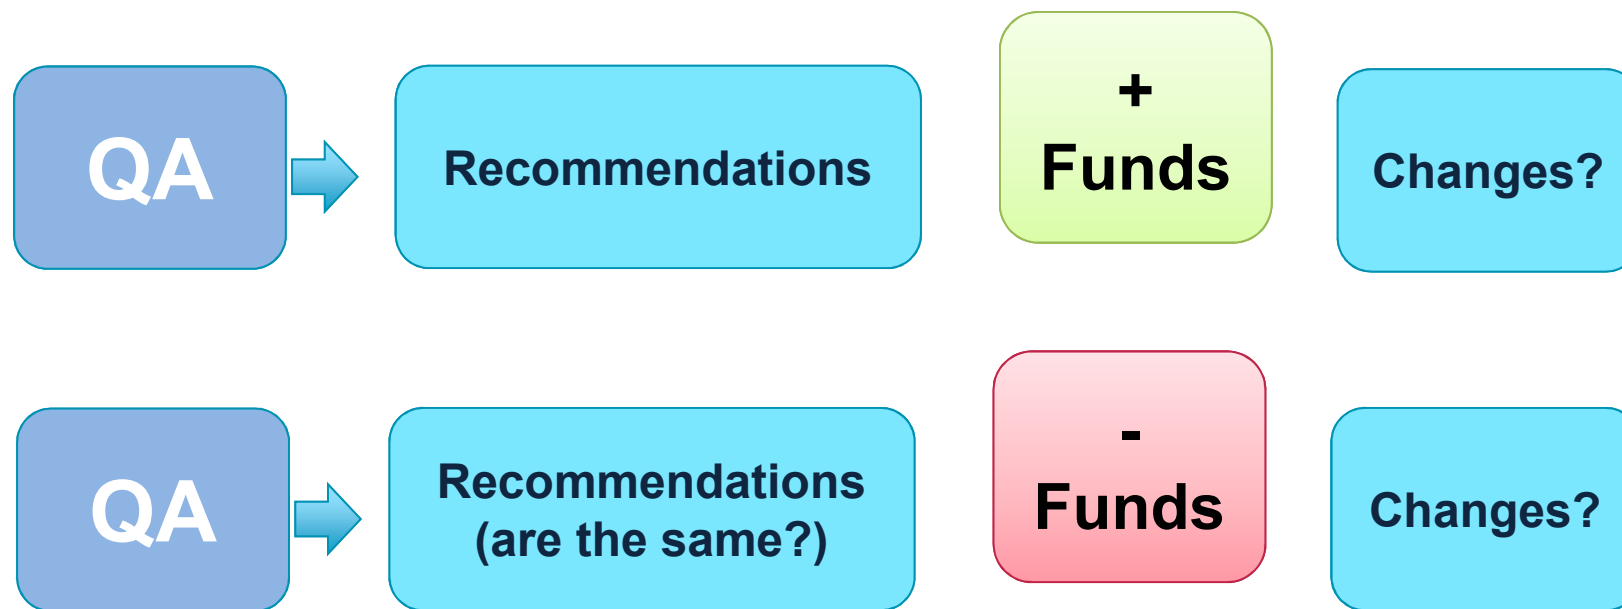 QA
Recommendations
+
Funds
Changes?
QA
Recommendations
(are the same?)
-
Funds
Changes?